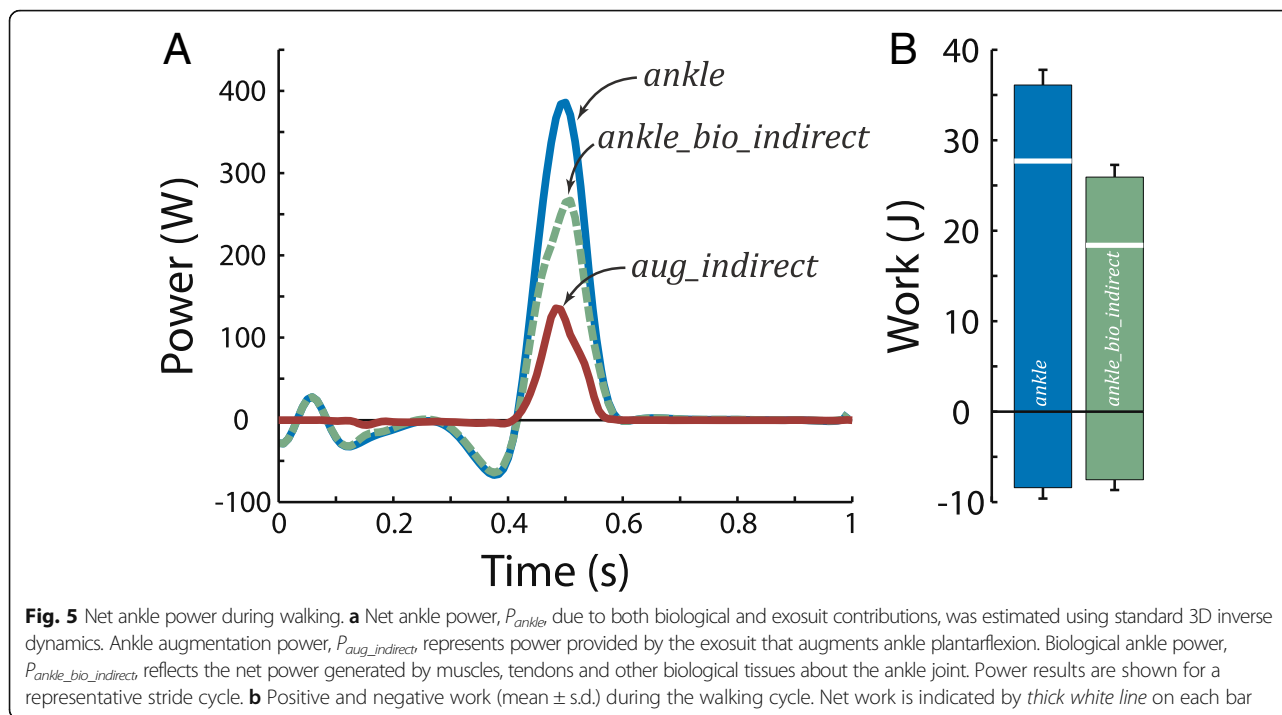 A
Power (W)
400
300
200
100
0
-100
0
0.2
0.4
0.6
0.8
1
Time (s)
ankle
ankle_bio_indirect
aug_indirect
B
Work (J)
40
30
20
10
0
-10
ankle
ankle_bio_indirect
Fig. 5 Net ankle power during walking. a Net ankle power, Pankle, due to both biological and exosuit contributions, was estimated using standard 3D inverse
dynamics. Ankle augmentation power, Paug_indirect, represents power provided by the exosuit that augments ankle plantarflexion. Biological ankle power,
Pankle_bio_indirect, reflects the net power generated by muscles, tendons and other biological tissues about the ankle joint. Power results are shown for a
representative stride cycle. b Positive and negative work (mean ± s.d.) during the walking cycle. Net work is indicated by thick white line on each bar